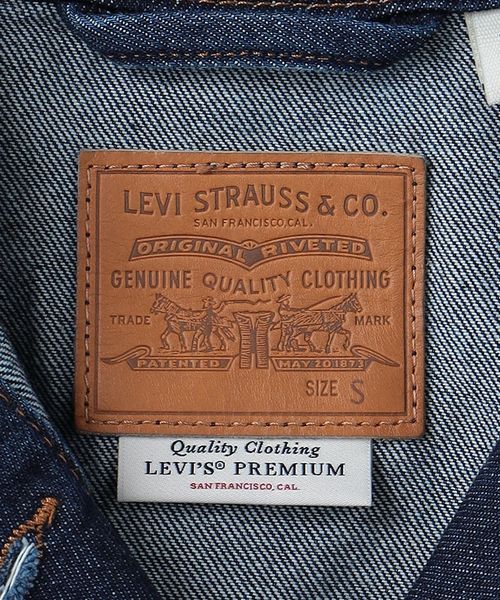 LEVI STRAUSS & CO.
SAN FRANCISCO, CAL.
ORIGINAL RIVETED
GENUINE QUALITY CLOTHING
TRADE MARK
PATENTED MAY 20 1873
SIZE S
Quality Clothing
LEVI'S® PREMIUM
SAN FRANCISCO, CAL.